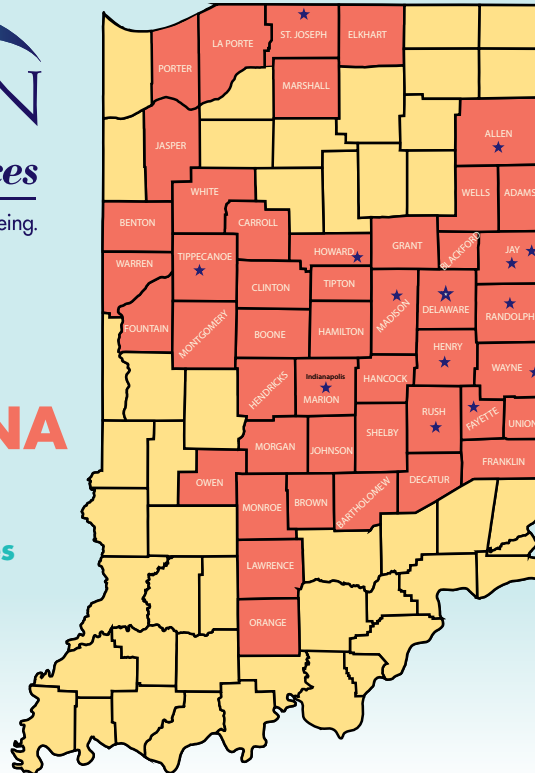 N
ces
eing.
NA
s
ST. JOSEPH
ELKHART
LA PORTE
PORTER
MARSHALL
JASPER
ALLEN
WHITE
WELLS
ADAMS
BENTON
CARROLL
HOWARD
GRANT
BLACKFORD
JAY
WARREN
TIPPECANOE
CLINTON
TIPTON
MADISON
DELAWARE
RANDOLPH
FOUNTAIN
MONTGOMERY
BOONE
HAMILTON
HENRY
WAYNE
HENDRICKS
Indianapolis
MARION
HANCOCK
RUSH
FAYETTE
UNION
MORGAN
JOHNSON
SHELBY
FRANKLIN
OWEN
MONROE
BROWN
BARTHOLOMEW
DECATUR
LAWRENCE
ORANGE